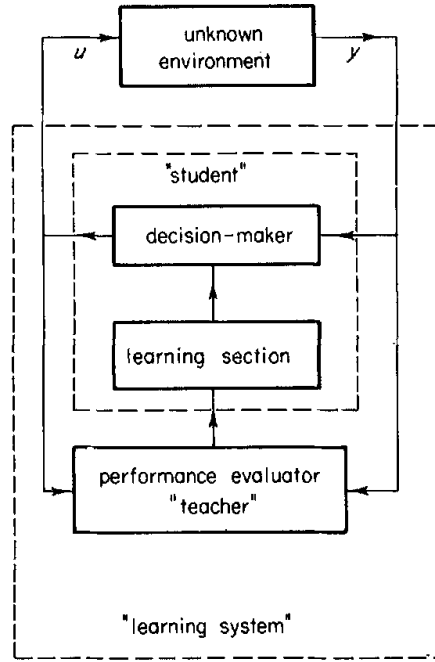 unknown
environment
u
y
"student"
decision-maker
learning section
performance evaluator
"teacher"
"learning system"